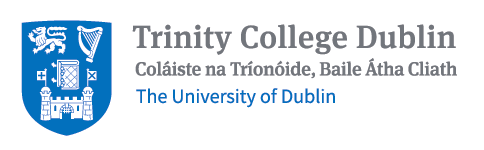 Trinity College Dublin
Coláiste na Tríonóide, Baile Átha Cliath
The University of Dublin